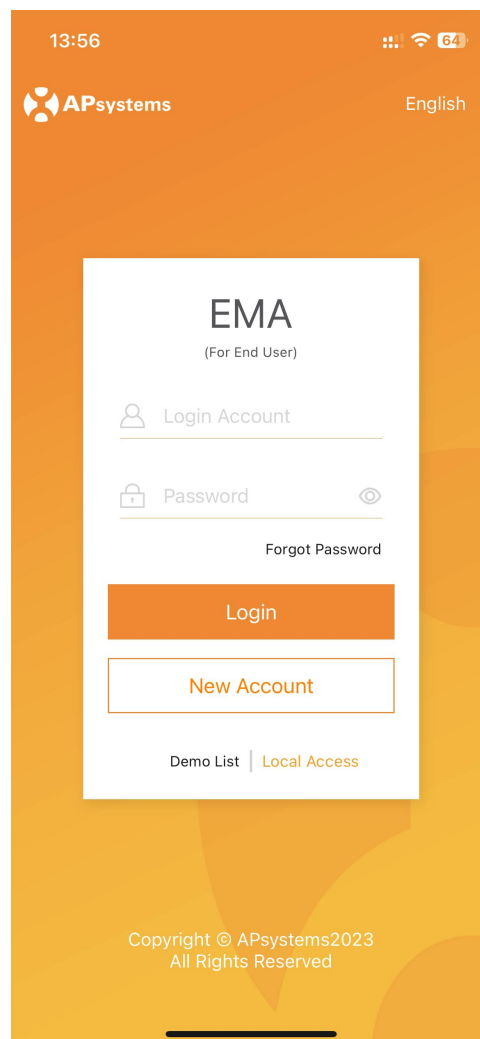 13:56
64
APsystems
English
EMA
(For End User)
Login Account
Password
Forgot Password
Login
New Account
Demo List
Local Access
Copyright © APsystems2023
All Rights Reserved